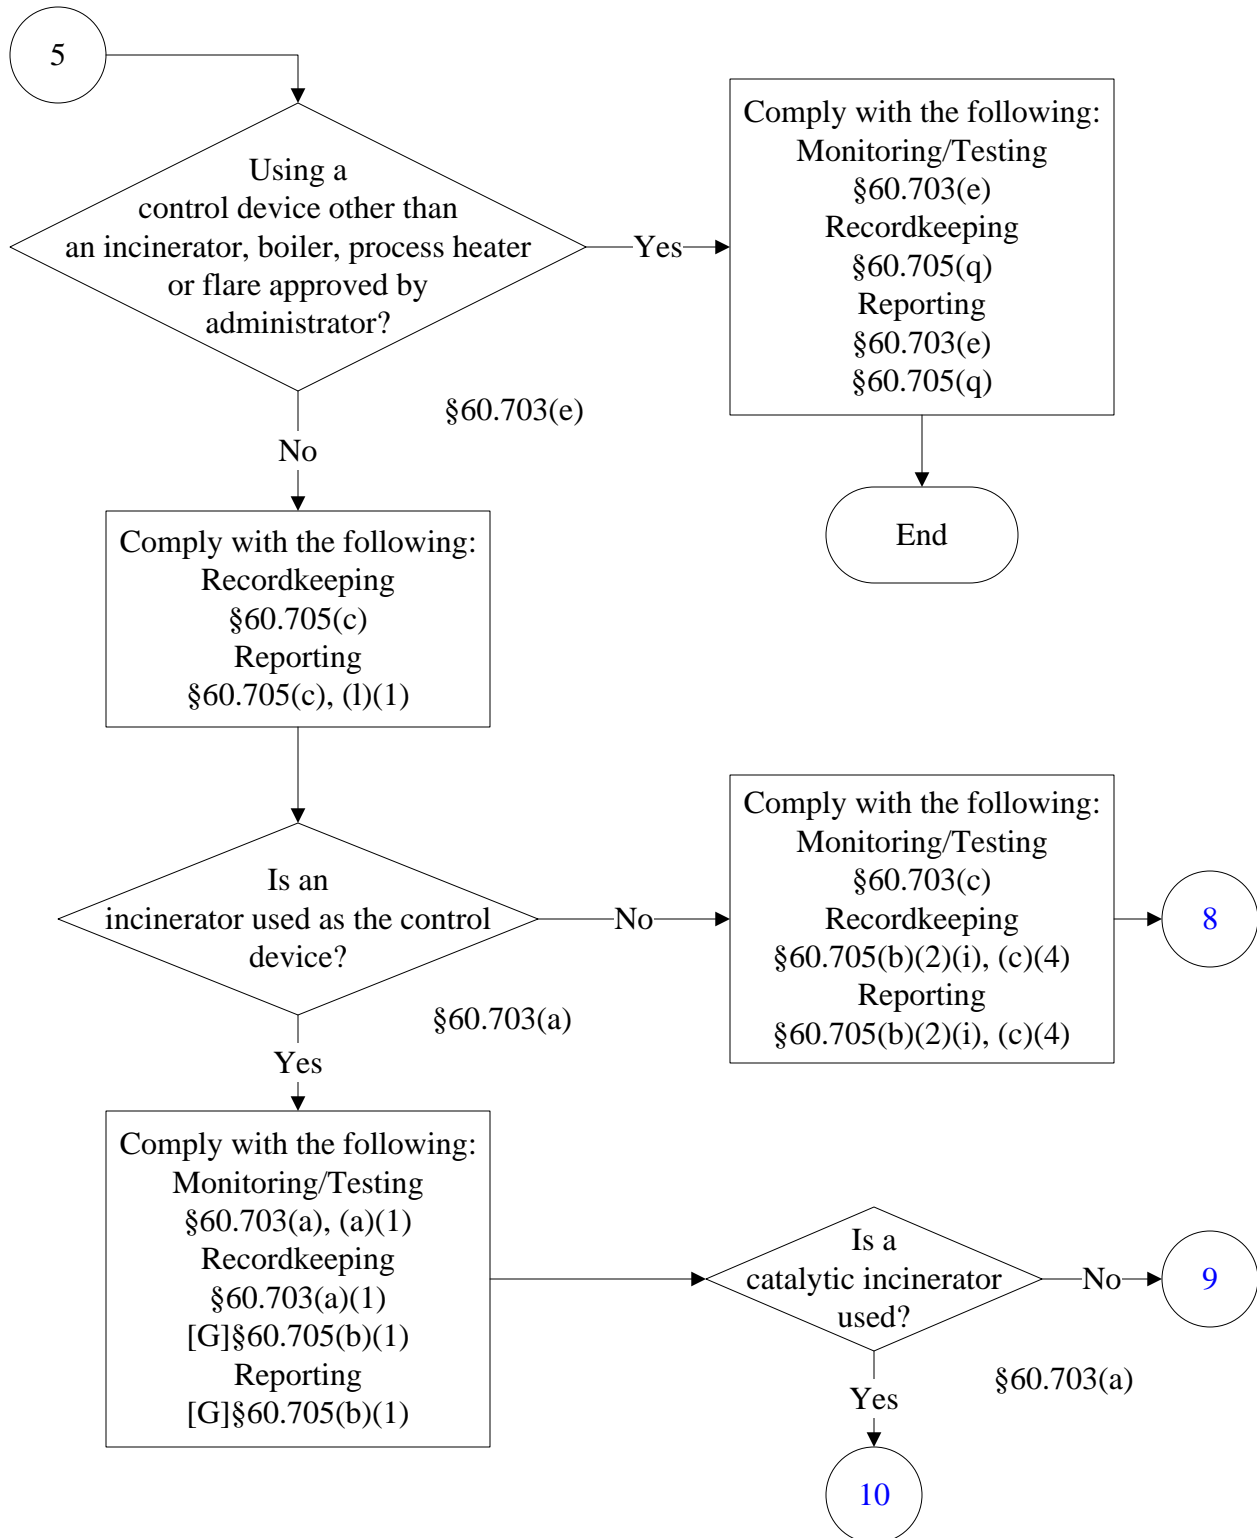 5
Using a
control device other than
an incinerator, boiler, process heater
or flare approved by
administrator?
Yes
Comply with the following:
Monitoring/Testing
§60.703(e)
Recordkeeping
§60.705(q)
Reporting
§60.703(e)
§60.705(q)
End
§60.703(e)
No
Comply with the following:
Recordkeeping
§60.705(c)
Reporting
§60.705(c), (l)(1)
Is an
incinerator used as the control
device?
No
Comply with the following:
Monitoring/Testing
§60.703(c)
Recordkeeping
§60.705(b)(2)(i), (c)(4)
Reporting
§60.705(b)(2)(i), (c)(4)
8
§60.703(a)
Yes
Comply with the following:
Monitoring/Testing
§60.703(a), (a)(1)
Recordkeeping
§60.703(a)(1)
[G]§60.705(b)(1)
Reporting
[G]§60.705(b)(1)
Is a
catalytic incinerator
used?
No
9
§60.703(a)
Yes
10